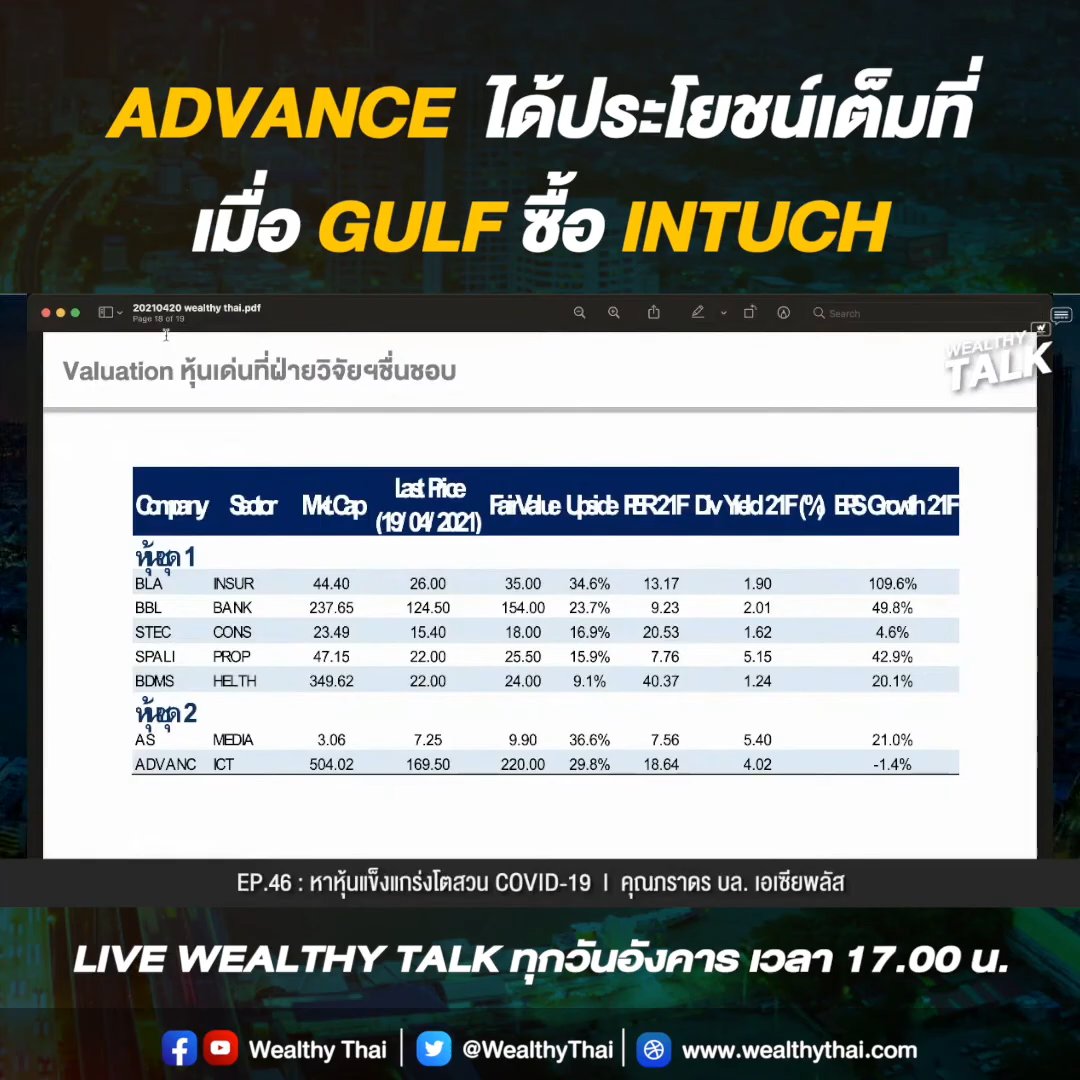 ADVANCE ได้ประโยชน์เต็มที่
เมื่อ GULF ซื้อ INTUCH
20210420 wealthy thai.pdf
Page 18 of 19
Search
WEALTHY
TALK
Valuation หุ้นเด่นที่ฝ่ายวิจัยฯชื่นชอบ
Company Sector Mkt Cap Last Price (19/04/2021) Fair Value Upside PER 21F Div Yield 21F (%) EPS Growth 21F
หุ้นชุด 1
BLA INSUR 44.40 26.00 35.00 34.6% 13.17 1.90 109.6%
BBL BANK 237.65 124.50 154.00 23.7% 9.23 2.01 49.8%
STEC CONS 23.49 15.40 18.00 16.9% 20.53 1.62 4.6%
SPALI PROP 47.15 22.00 25.50 15.9% 7.76 5.15 42.9%
BDMS HELTH 349.62 22.00 24.00 9.1% 40.37 1.24 20.1%
หุ้นชุด 2
AS MEDIA 3.06 7.25 9.90 36.6% 7.56 5.40 21.0%
ADVANC ICT 504.02 169.50 220.00 29.8% 18.64 4.02 -1.4%
EP.46 : หาหุ้นแข็งแกร่งโตสวน COVID-19 | คุณภราดร บล. เอเซียพลัส
LIVE WEALTHY TALK ทุกวันอังคาร เวลา 17.00 น.
Wealthy Thai | @WealthyThai | www.wealthythai.com